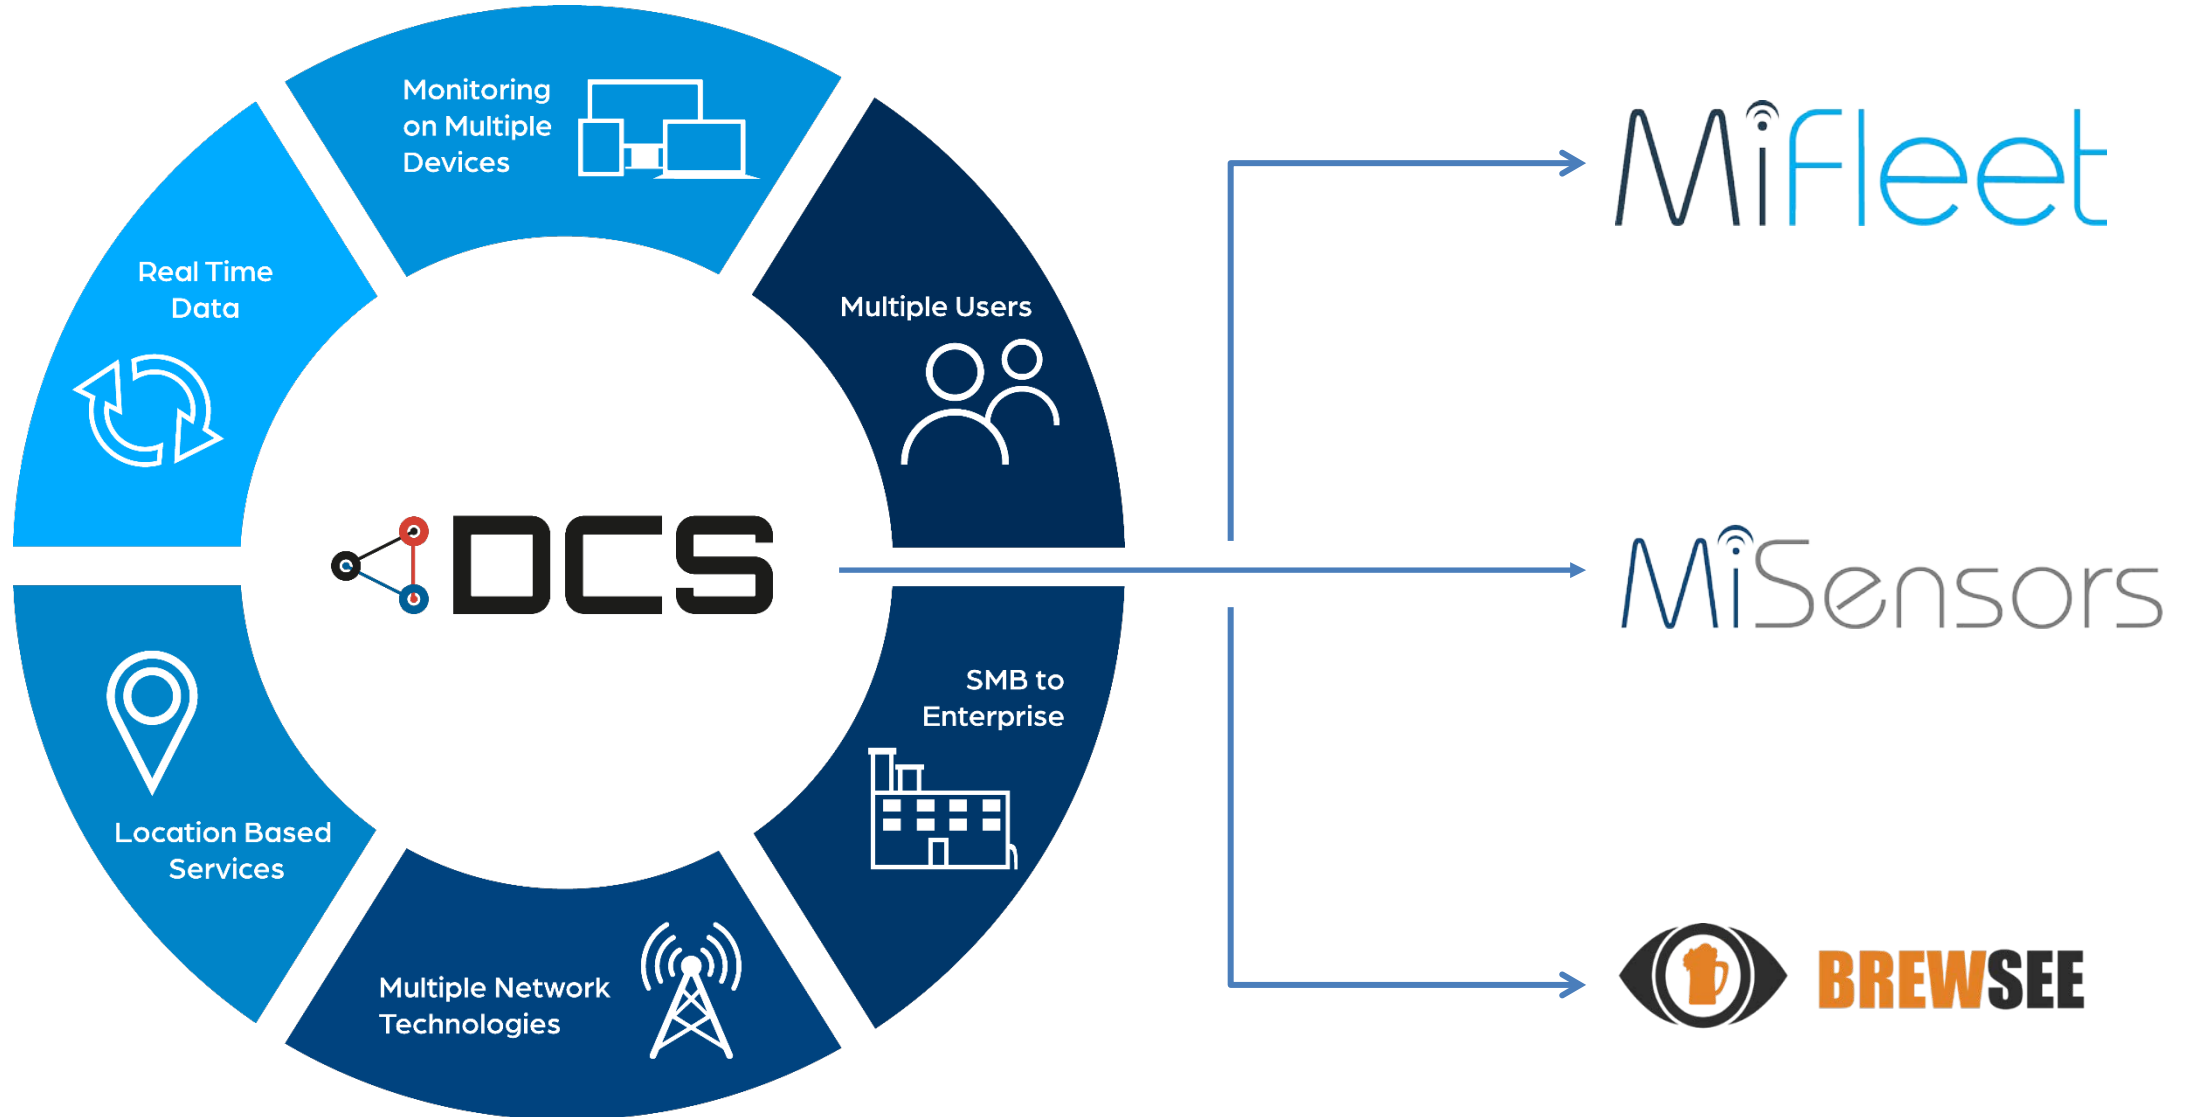 Monitoring
on Multiple
Devices
Real Time
Data
Multiple Users
DCS
SMB to
Enterprise
Location Based
Services
Multiple Network
Technologies
MiFleet
MiSensors
BREWSEE